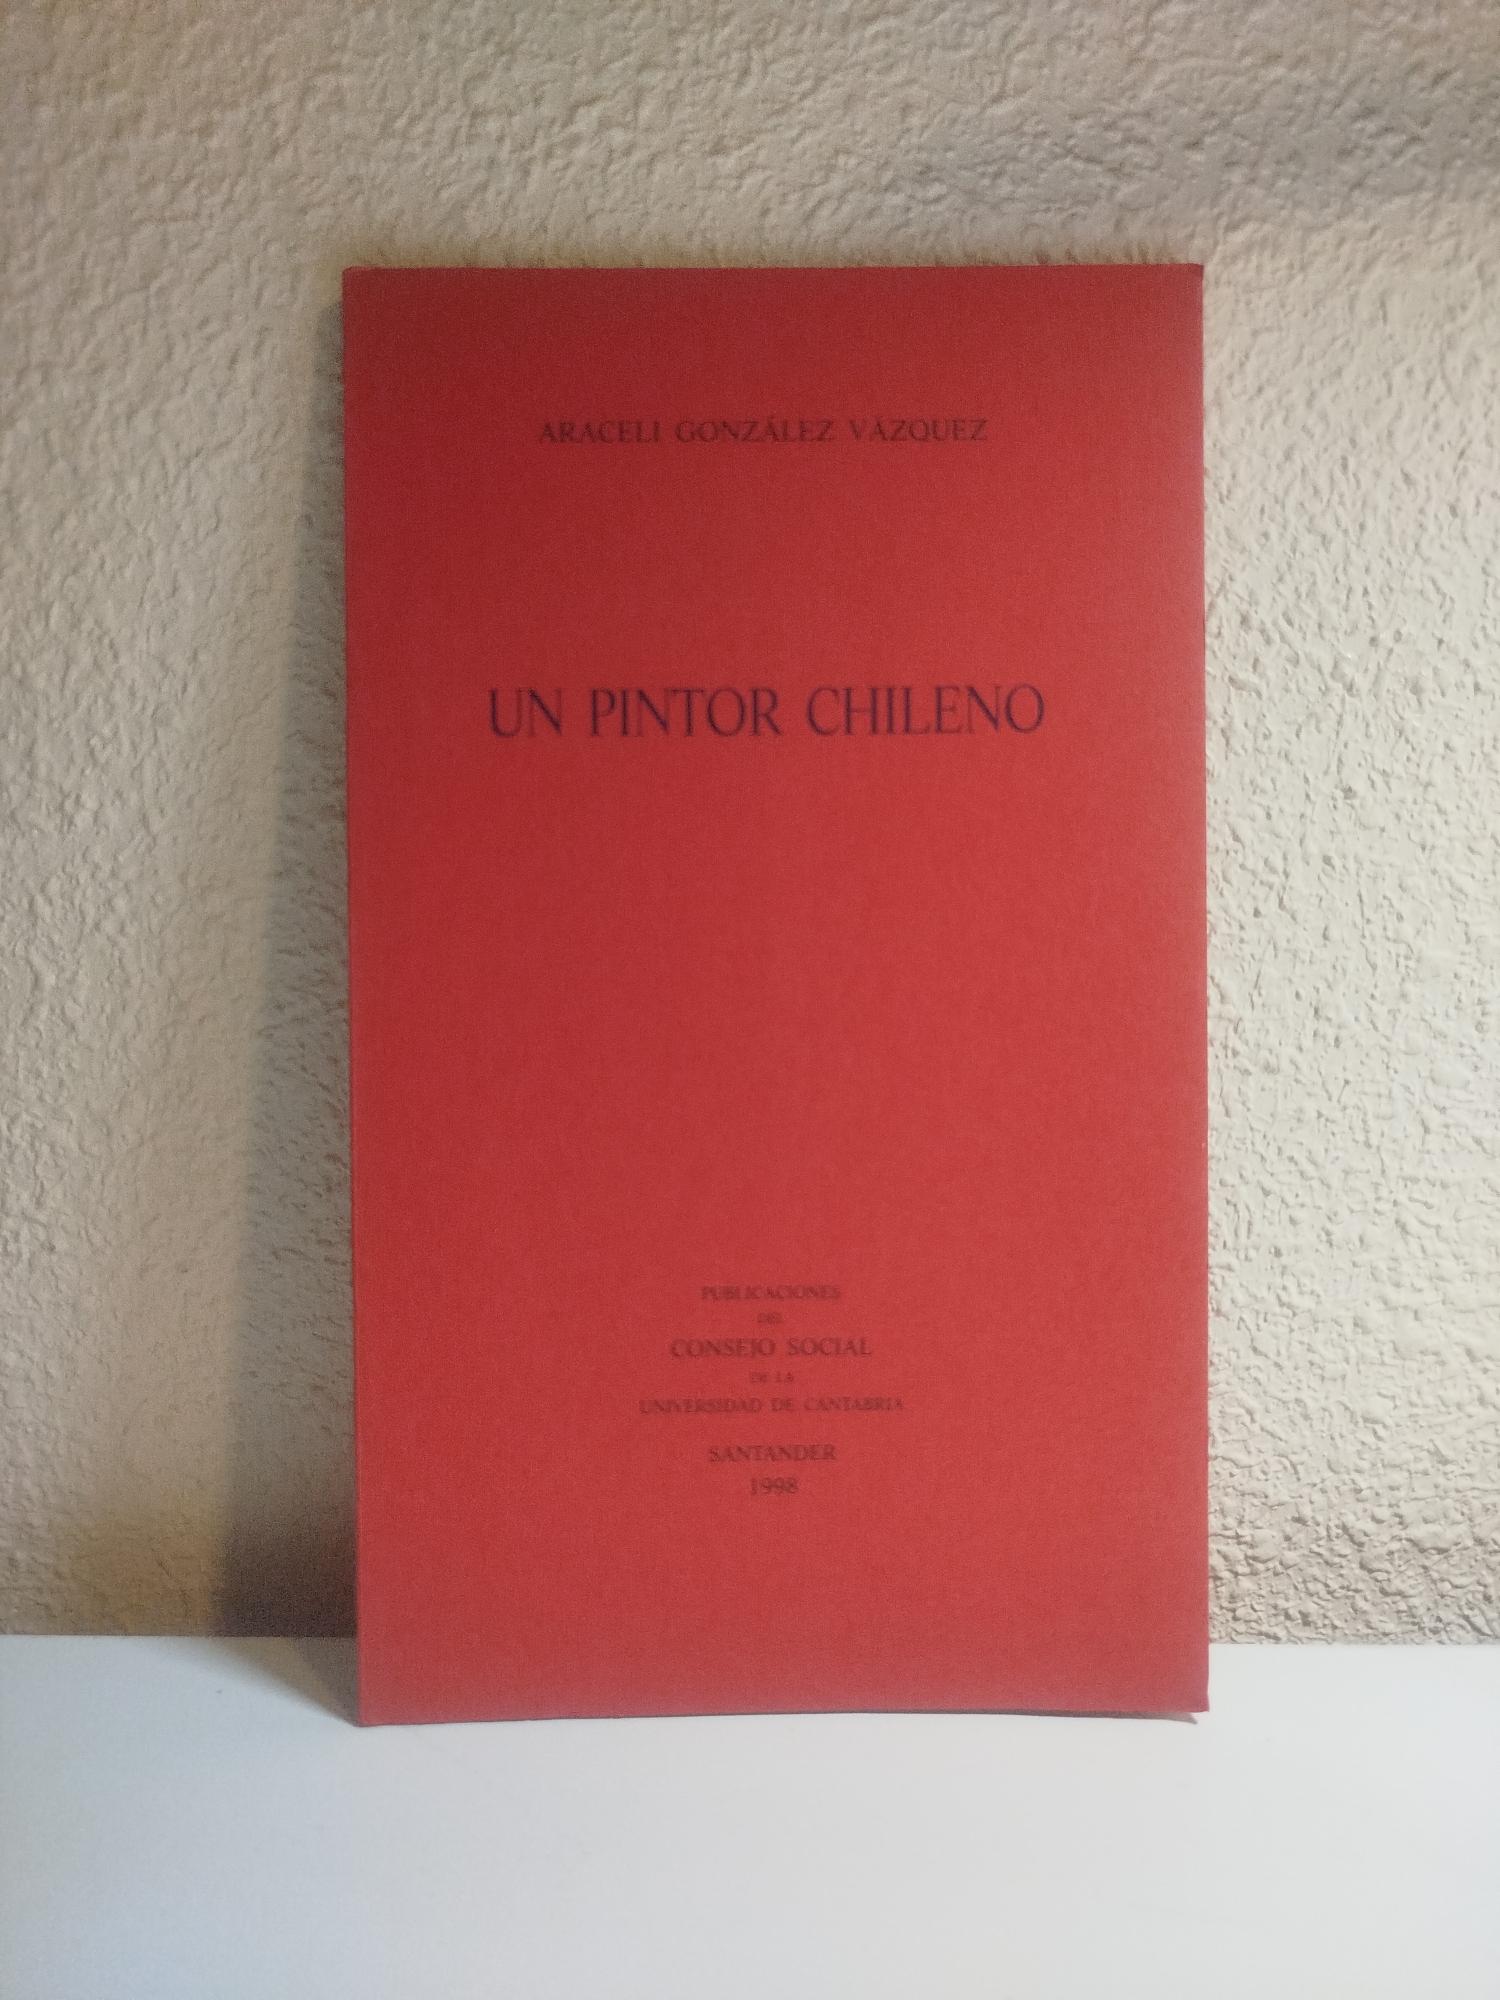 ARACELI GONZÁLEZ VÁZQUEZ
UN PINTOR CHILENO
PUBLICACIONES
DEL
CONSEJO SOCIAL
DE LA
UNIVERSIDAD DE CANTABRIA
SANTANDER
1998